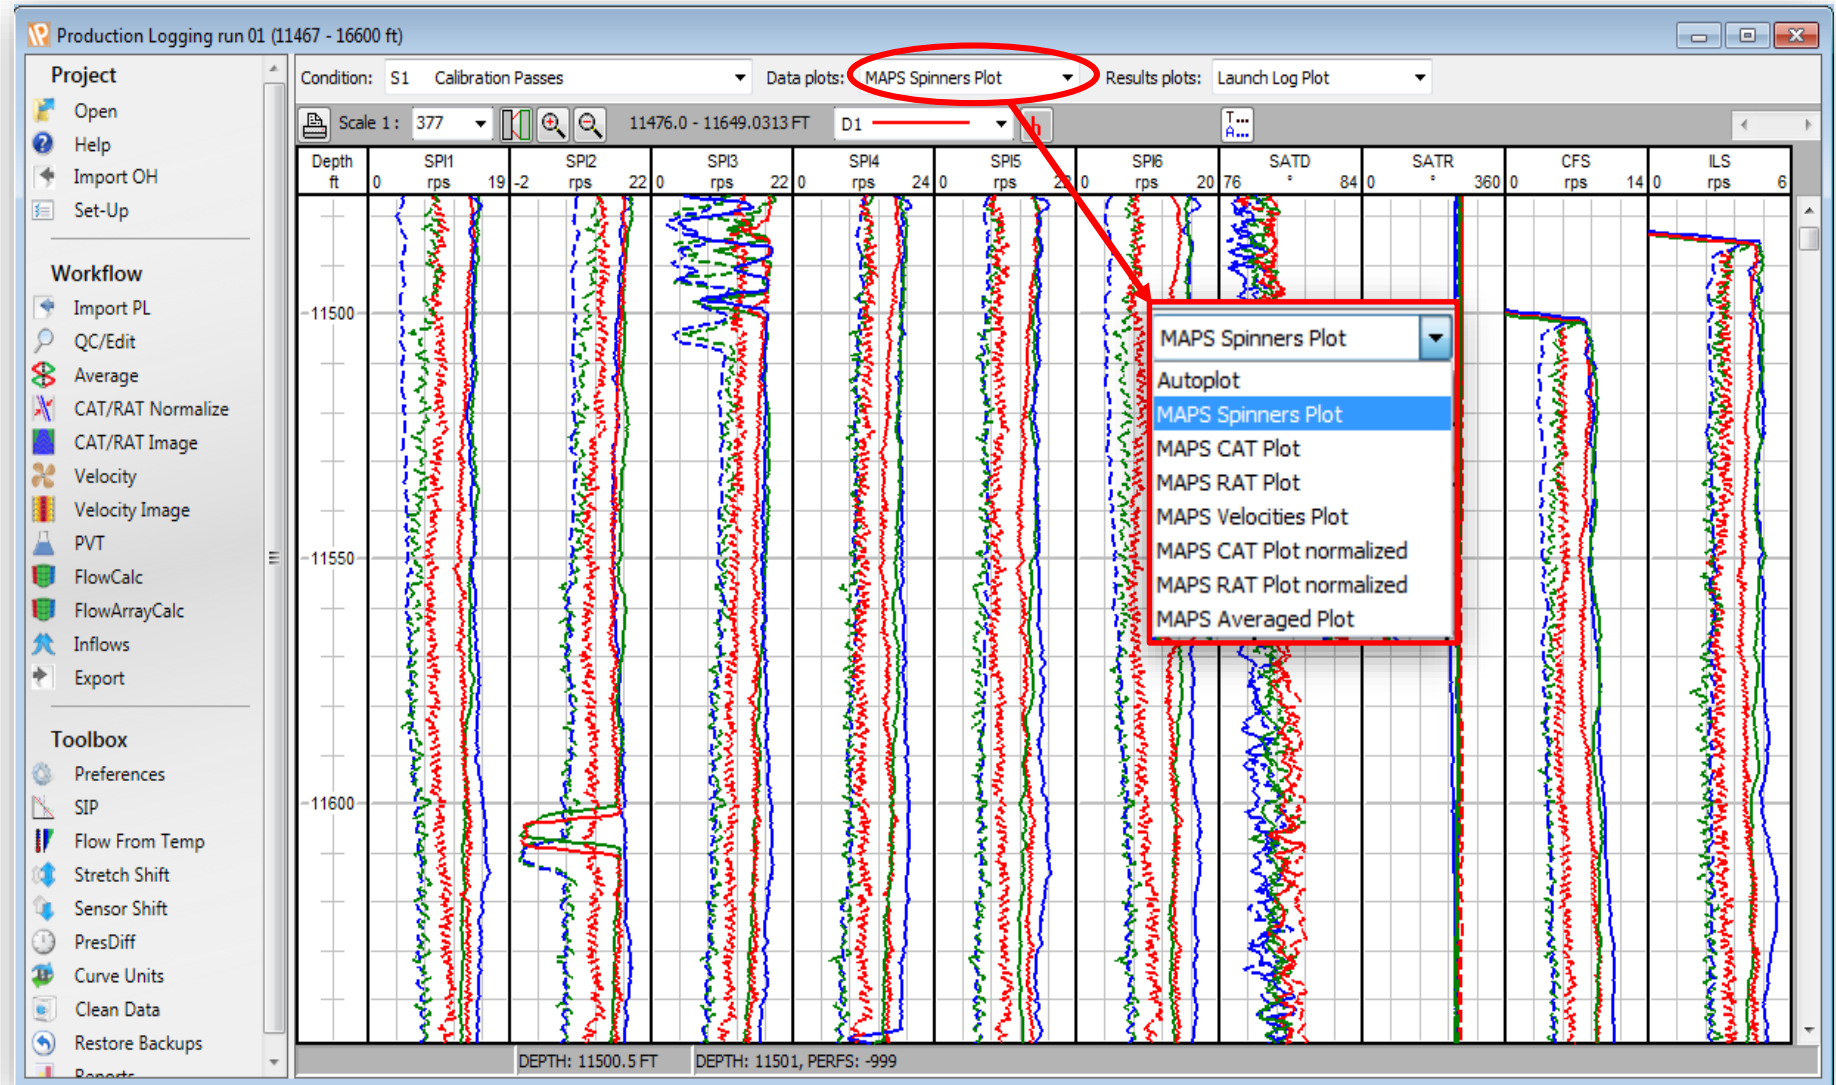 Production Logging run 01 (11467 - 16600 ft)
Project
Open
Help
Import OH
Set-Up
Workflow
Import PL
QC/Edit
Average
CAT/RAT Normalize
CAT/RAT Image
Velocity
Velocity Image
PVT
FlowCalc
FlowArrayCalc
Inflows
Export
Toolbox
Preferences
SIP
Flow From Temp
Stretch Shift
Sensor Shift
PresDiff
Curve Units
Clean Data
Restore Backups
Reports
Condition: S1 Calibration Passes Data plots: MAPS Spinners Plot Results plots: Launch Log Plot
Scale 1: 377 11476.0 - 11649.0313 FT D1 T... A...
Depth SPI1 SPI2 SPI3 SPI4 SPI5 SPI6 SATD SATR CFS ILS
ft 0 rps 19 -2 rps 22 0 rps 22 0 rps 24 0 rps 0 rps 20 76 ° 84 0 ° 360 0 rps 14 0 rps 6
11500
11550
11600
MAPS Spinners Plot
Autoplot
MAPS Spinners Plot
MAPS CAT Plot
MAPS RAT Plot
MAPS Velocities Plot
MAPS CAT Plot normalized
MAPS RAT Plot normalized
MAPS Averaged Plot
DEPTH: 11500.5 FT DEPTH: 11501, PERFS: -999